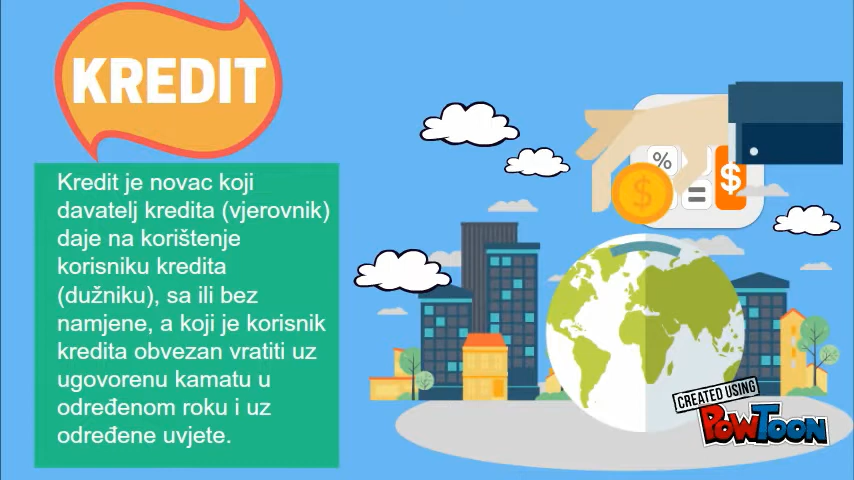 KREDIT
Kredit je novac koji
davatelj kredita (vjerovnik)
daje na korištenje
korisniku kredita
(dužniku), sa ili bez
namjene, a koji je korisnik
kredita obvezan vratiti uz
ugovorenu kamatu u
određenom roku i uz
određene uvjete.
%
$ = $
CREATED USING
POWTOON